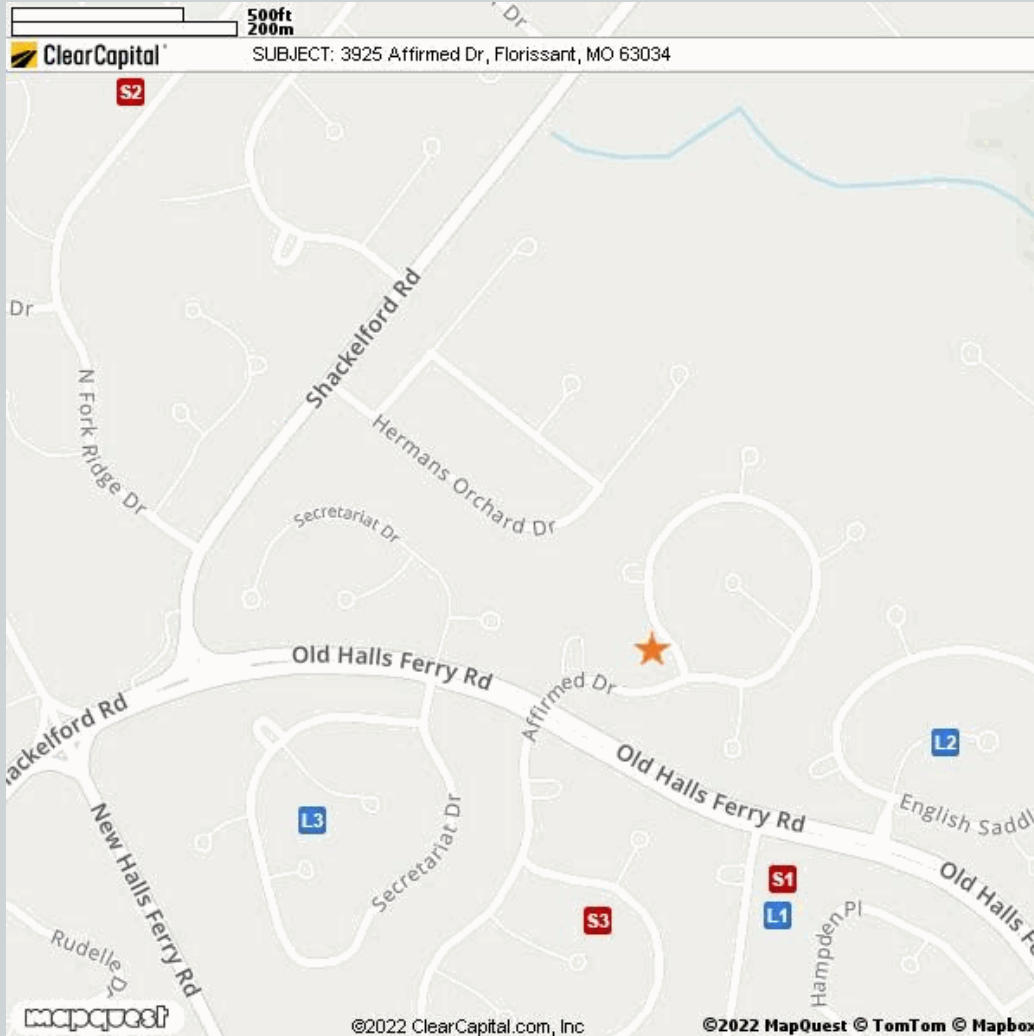 500ft
200m
Dr
ClearCapital
SUBJECT: 3925 Affirmed Dr, Florissant, MO 63034
S2
Shackelford Rd
Dr
N Fork Ridge Dr
Hermans Orchard Dr
Secretariat Dr
Old Halls Ferry Rd
Affirmed Dr
ackelford Rd
Old Halls Ferry Rd
L2
English Saddl
L3
New Halls Ferry Rd
Secretariat Dr
S1
L1
S3
Old Halls Fe
Hampden Pl
Rudelle Dr
mapquest
©2022 ClearCapital.com, Inc
©2022 MapQuest © TomTom © Mapbox